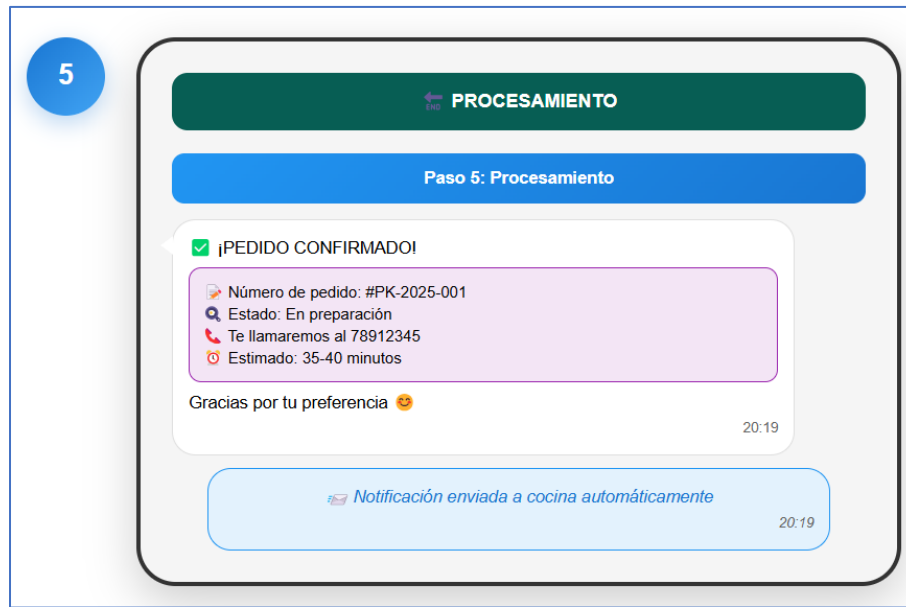 5
PROCESAMIENTO
Paso 5: Procesamiento
¡PEDIDO CONFIRMADO!
Número de pedido: #PK-2025-001
Estado: En preparación
Te llamaremos al 78912345
Estimado: 35-40 minutos
Gracias por tu preferencia
20:19
Notificación enviada a cocina automáticamente
20:19